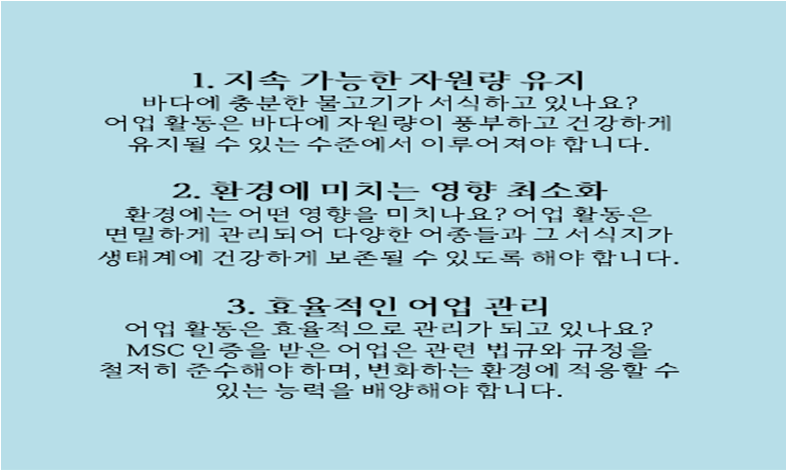 1. 지속 가능한 자원량 유지
바다에 충분한 물고기가 서식하고 있나요?
어업 활동은 바다에 자원량이 풍부하고 건강하게
유지될 수 있는 수준에서 이루어져야 합니다.
2. 환경에 미치는 영향 최소화
환경에는 어떤 영향을 미치나요? 어업 활동은
면밀하게 관리되어 다양한 어종들과 그 서식지가
생태계에 건강하게 보존될 수 있도록 해야 합니다.
3. 효율적인 어업 관리
어업 활동은 효율적으로 관리가 되고 있나요?
MSC 인증을 받은 어업은 관련 법규와 규정을
철저히 준수해야 하며, 변화하는 환경에 적응할 수
있는 능력을 배양해야 합니다.